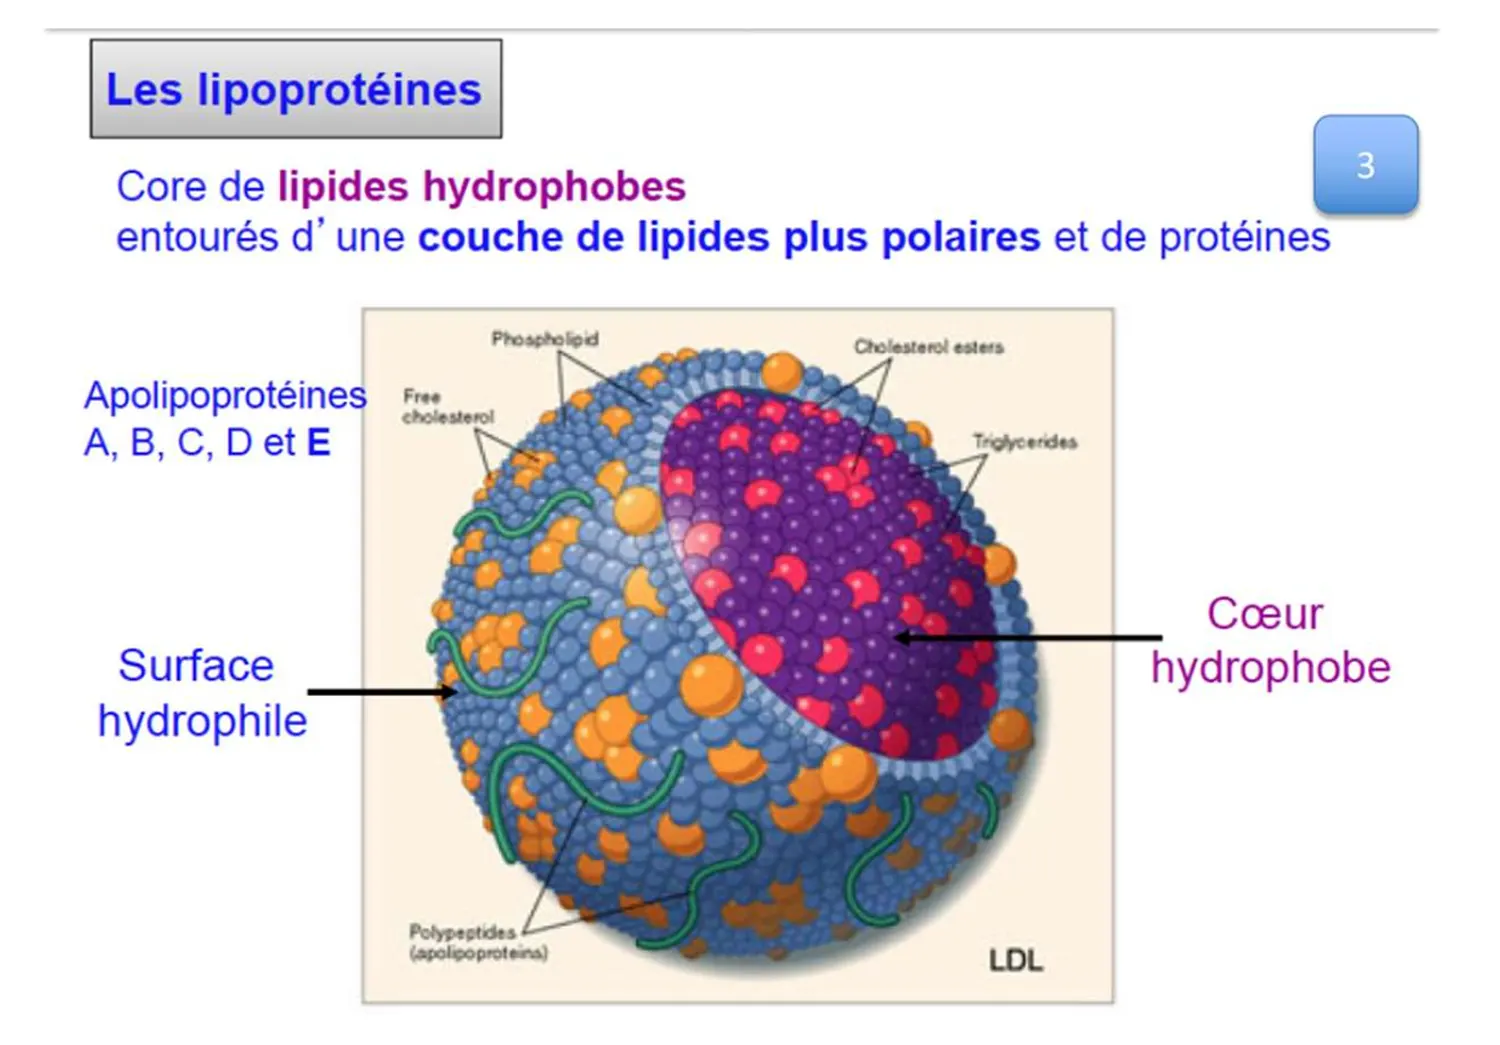 Les lipoprotéines
3
Core de lipides hydrophobes
entourés d’une couche de lipides plus polaires et de protéines
Phospholipid
Cholesterol esters
Apolipoprotéines
A, B, C, D et E
Free
cholesterol
Triglycerides
Cœur
hydrophobe
Surface
hydrophile
Polypeptides
(apolipoproteins)
LDL